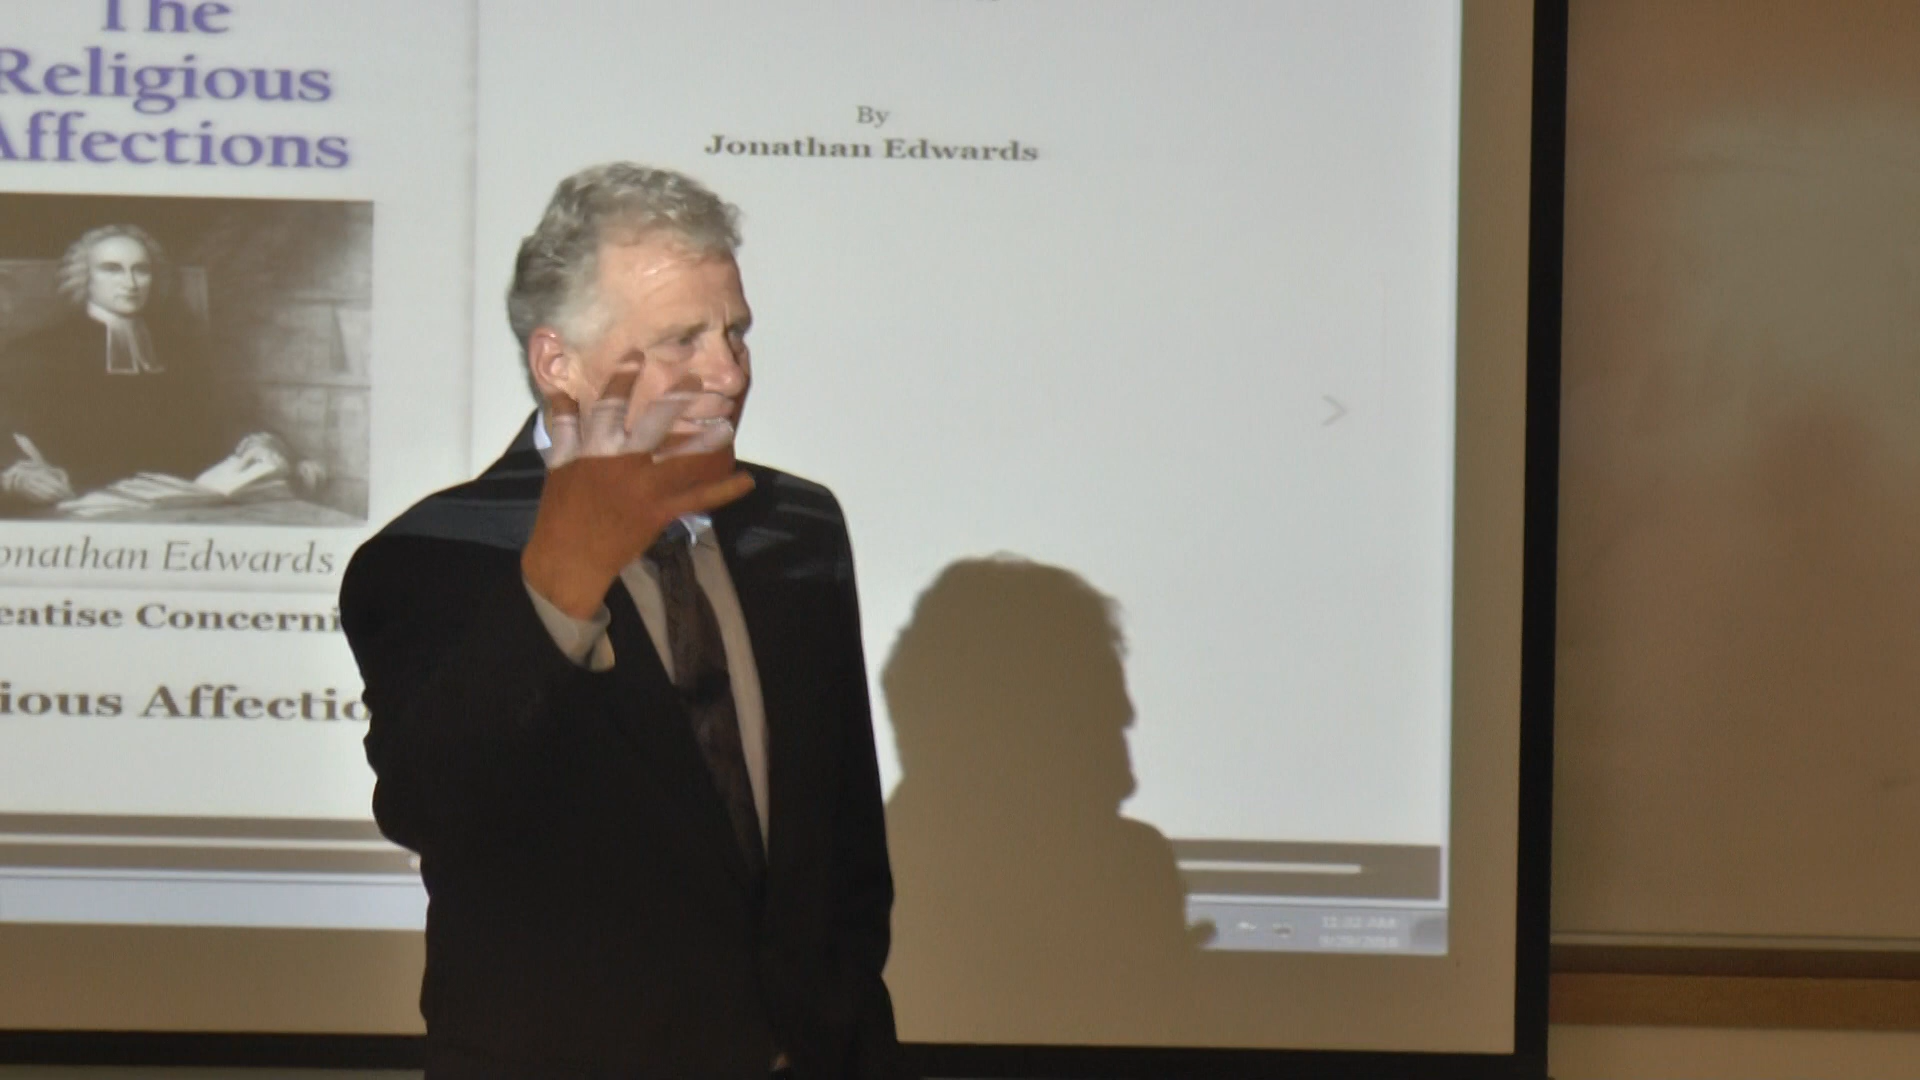 The
Religious
Affections
onathan Edwards
eatise Concerni
ious Affectio
By
Jonathan Edwards